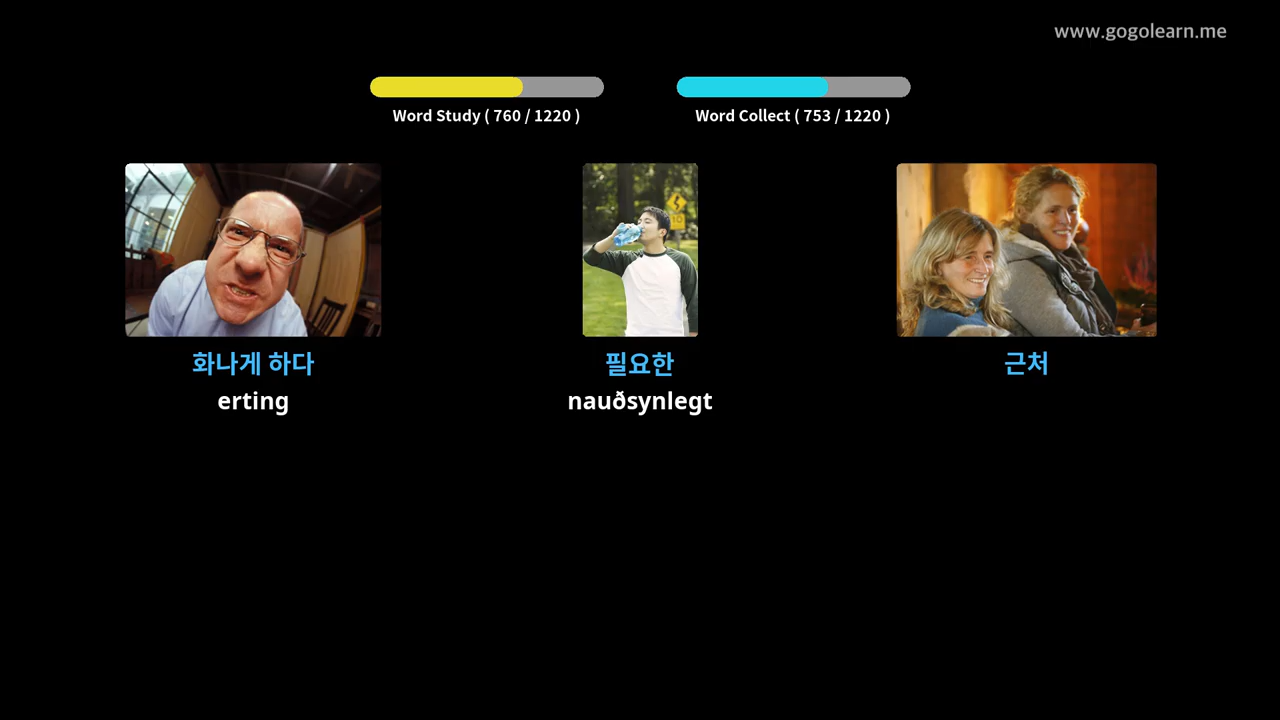 www.gogolearn.me
Word Study ( 760 / 1220 )
Word Collect ( 753 / 1220 )
화나게 하다
erting
필요한
nauðsynlegt
근처